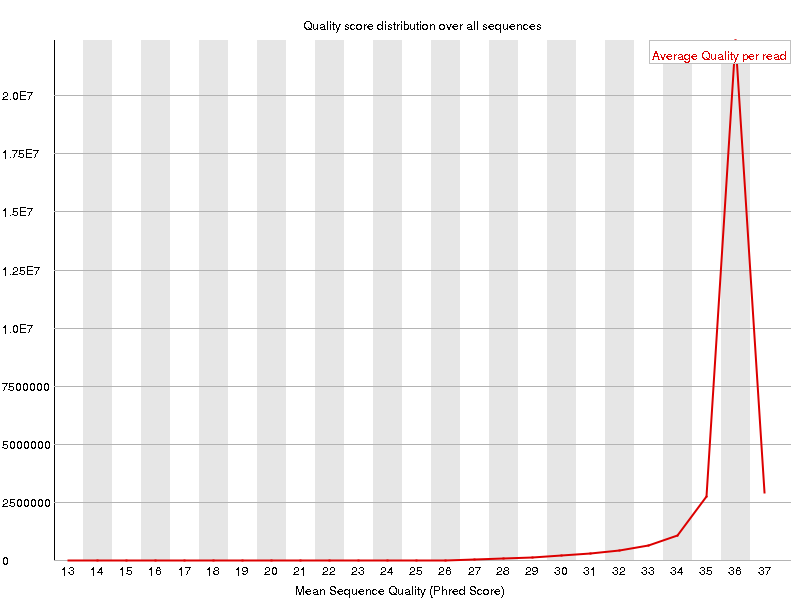 Quality score distribution over all sequences
Average Quality per read
2.0E7
1.75E7
1.5E7
1.25E7
1.0E7
7500000
5000000
2500000
0
13 14 15 16 17 18 19 20 21 22 23 24 25 26 27 28 29 30 31 32 33 34 35 36 37
Mean Sequence Quality (Phred Score)